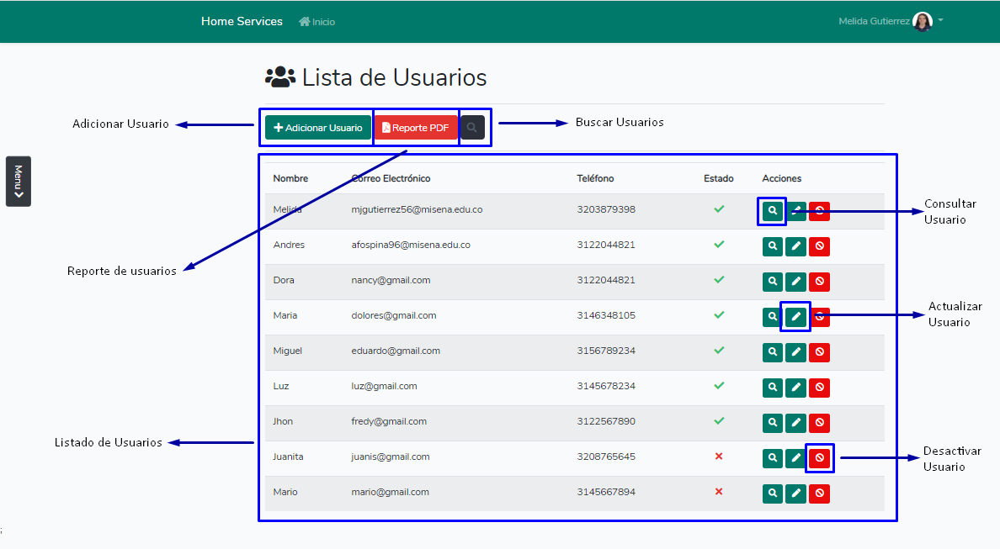 Home Services Inicio Melida Gutierrez
Lista de Usuarios
Adicionar Usuario
Adicionar Usuario Reporte PDF
Buscar Usuarios
Menu
Nombre Correo Electrónico Teléfono Estado Acciones
Melida mjgutierrez56@misena.edu.co 3203879398
Consultar
Usuario
Andres afospina96@misena.edu.co 3122044821
Reporte de usuarios
Dora nancy@gmail.com 3122044821
Maria dolores@gmail.com 3146348105
Actualizar
Usuario
Miguel eduardo@gmail.com 3156789234
Luz luz@gmail.com 3145678234
Jhon fredy@gmail.com 3122567890
Listado de Usuarios
Juanita juanis@gmail.com 3208765645
Desactivar
Usuario
Mario mario@gmail.com 3145667894
;